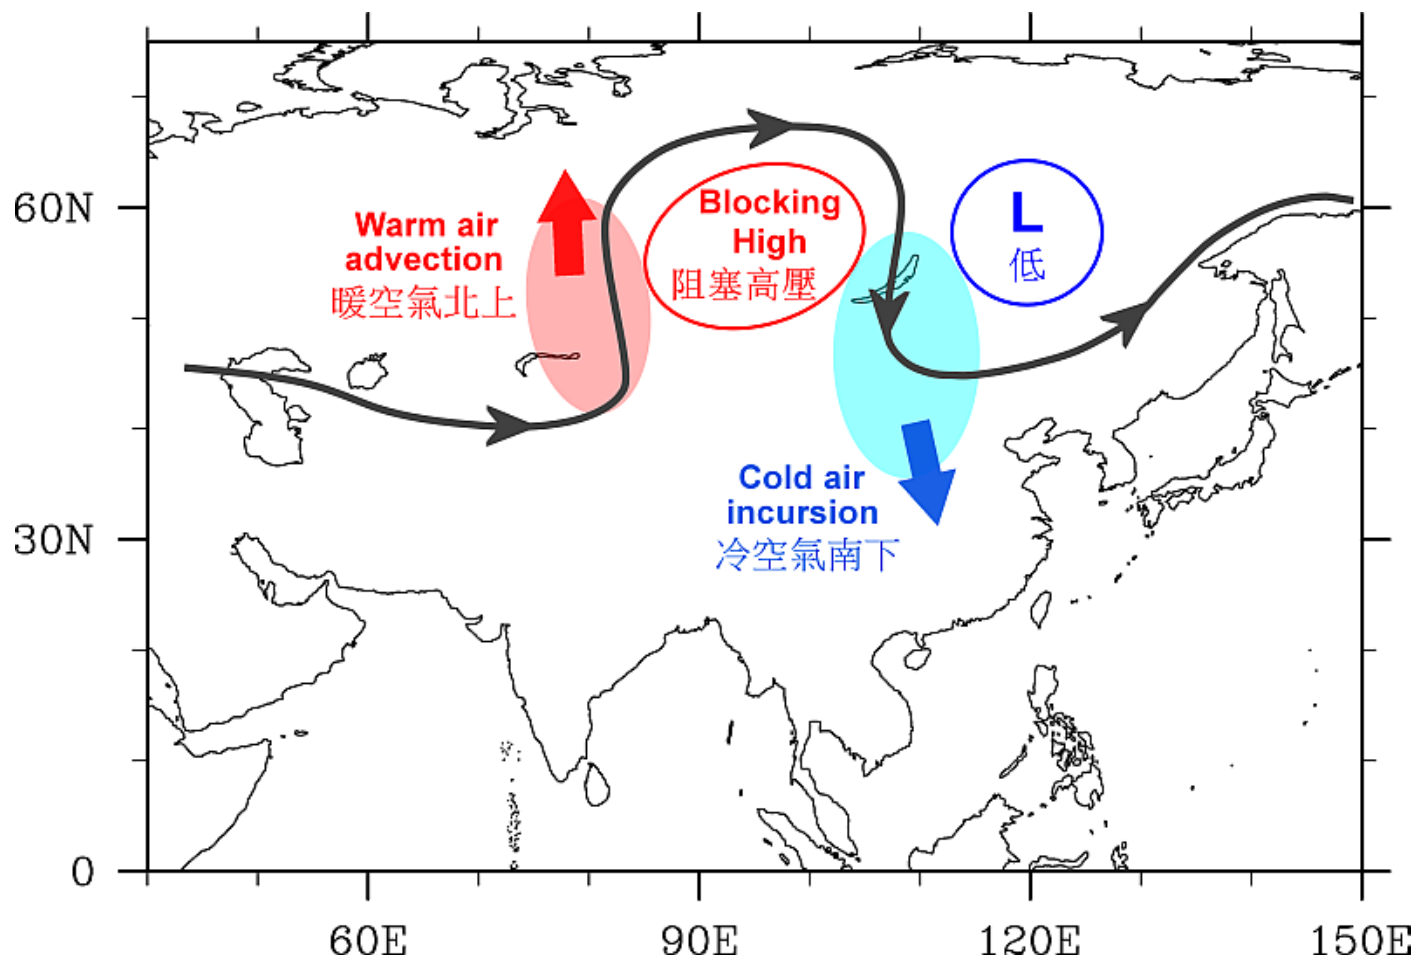 60N
30N
0
60E
90E
120E
150E
Warm air
advection
暖空氣北上
Blocking
High
阻塞高壓
L
低
Cold air
incursion
冷空氣南下